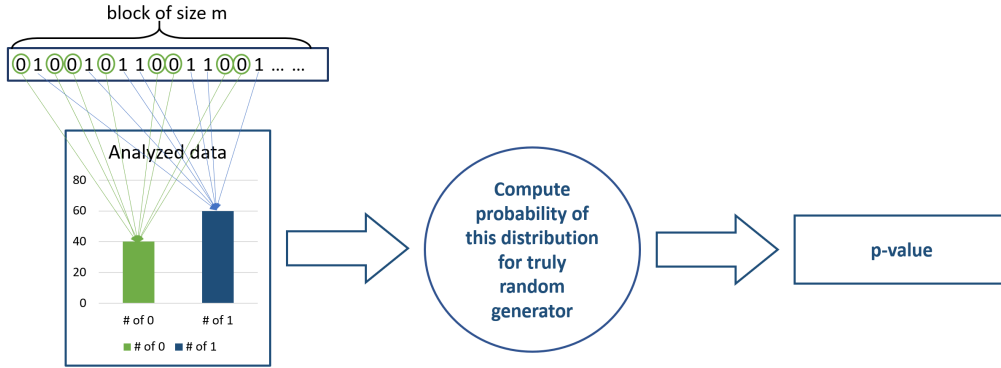 block of size m
0 1 0 0 1 0 1 1 0 0 1 1 0 0 1 ... ...
Analyzed data
80
60
40
20
0
# of 0
# of 1
# of 0 # of 1
Compute
probability of
this distribution
for truly
random
generator
p-value